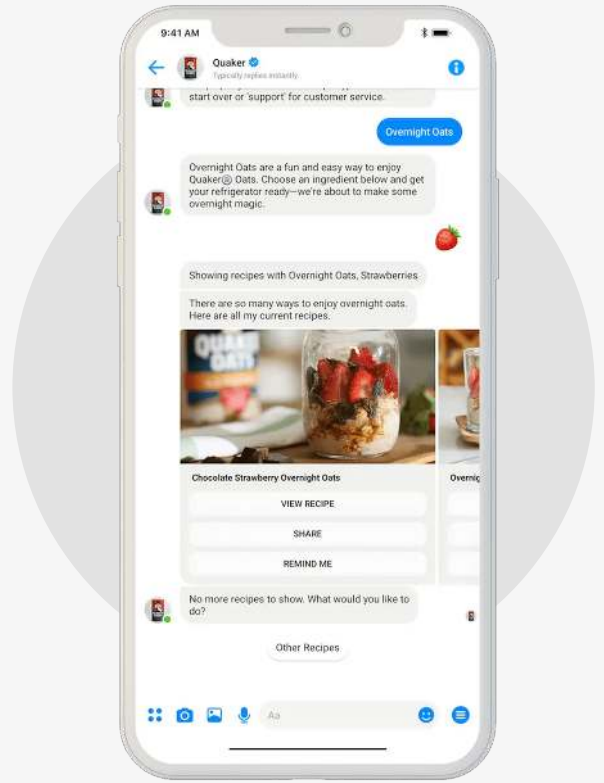 9:41 AM
Quaker
Typically replies instantly
start over or 'support' for customer service.
Overnight Oats
Overnight Oats are a fun and easy way to enjoy
Quaker® Oats. Choose an ingredient below and get
your refrigerator ready—we're about to make some
overnight magic.
Showing recipes with Overnight Oats, Strawberries
There are so many ways to enjoy overnight oats.
Here are all my current recipes.
QUAKER
OATS
Chocolate Strawberry Overnight Oats
Overnig
VIEW RECIPE
SHARE
REMIND ME
No more recipes to show. What would you like to
do?
Other Recipes
Aa